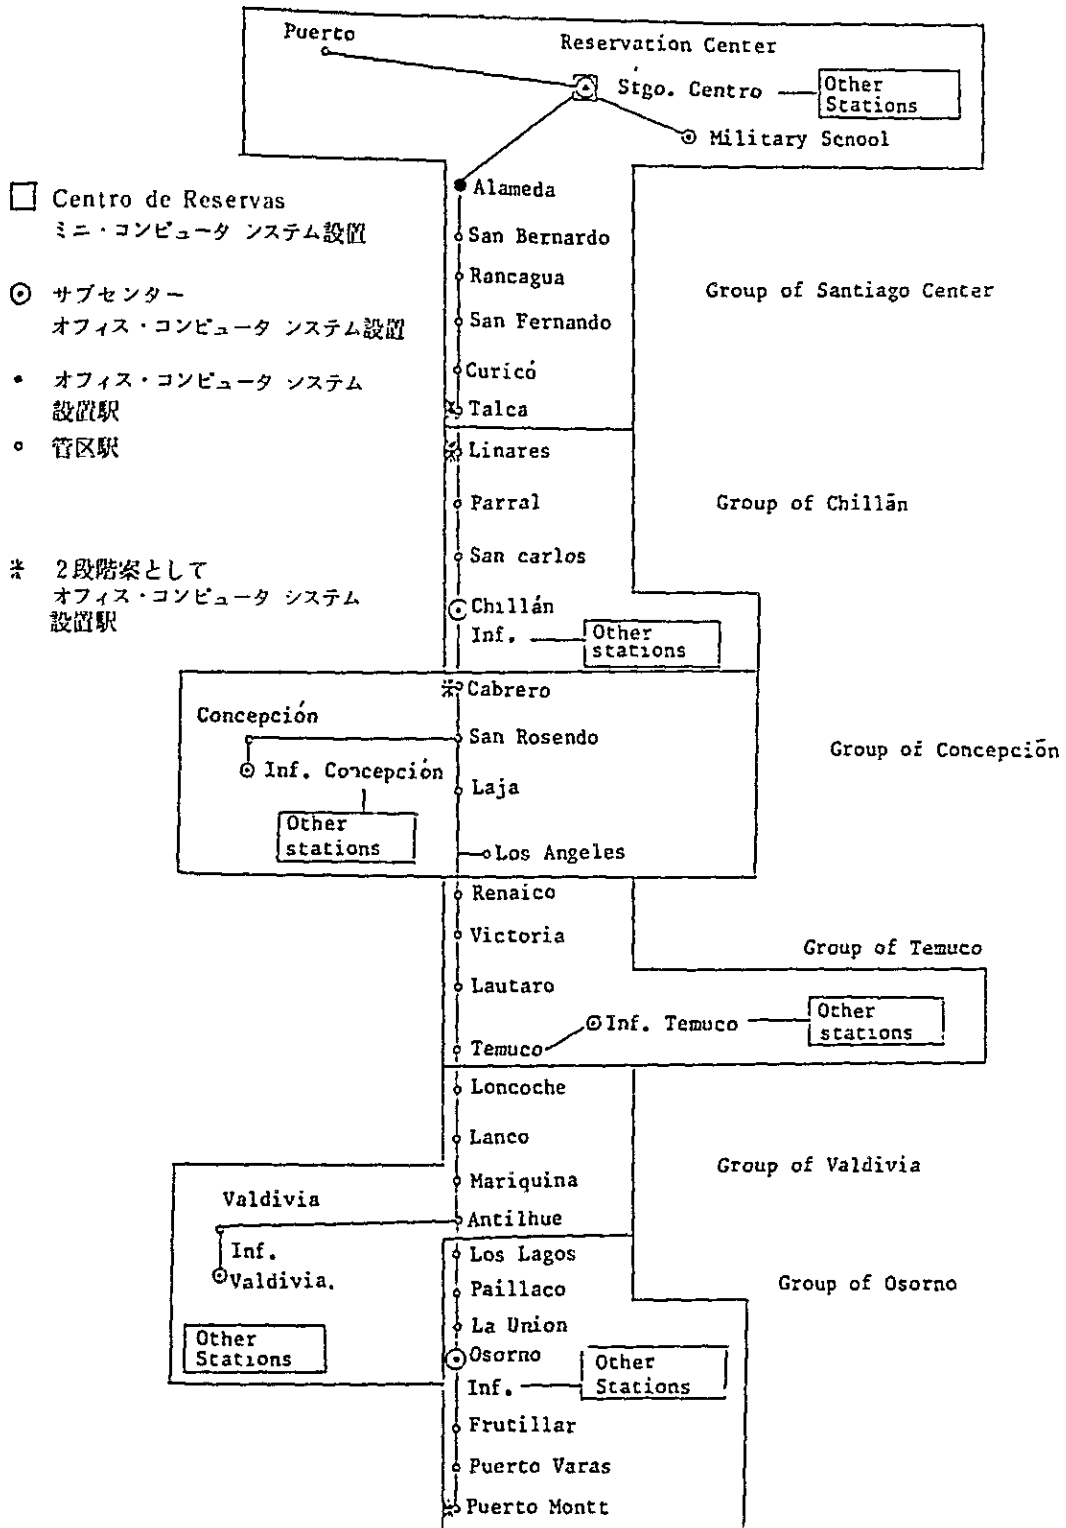 Puerto
Reservation Center
Stgo. Centro
Other
Stations
Military Scnool
□ Centro de Reservas
ミニ・コンピュータ ンステム設置
Alameda
San Bernardo
◉ サブセンター
オフィス・コンピュータ ンステム設置
Rancagua
Group of Santiago Center
San Fernando
• オフィス・コンピュータ ンステム
設置駅
Curicó
Talca
○ 管区駅
Linares
Parral
Group of Chillán
San carlos
※ 2段階案として
オフィス・コンピュータ システム
設置駅
Chillán
Inf.
Other
stations
Cabrero
Concepción
San Rosendo
Group of Concepción
Inf. Concepción
Laja
Other
stations
Los Angeles
Renaico
Victoria
Group of Temuco
Lautaro
Inf. Temuco
Other
stations
Temuco
Loncoche
Lanco
Group of Valdivia
Mariquina
Valdivia
Antilhue
Inf.
Valdivia.
Los Lagos
Group of Osorno
Paillaco
La Union
Other
Stations
Osorno
Inf.
Other
Stations
Frutillar
Puerto Varas
Puerto Montt